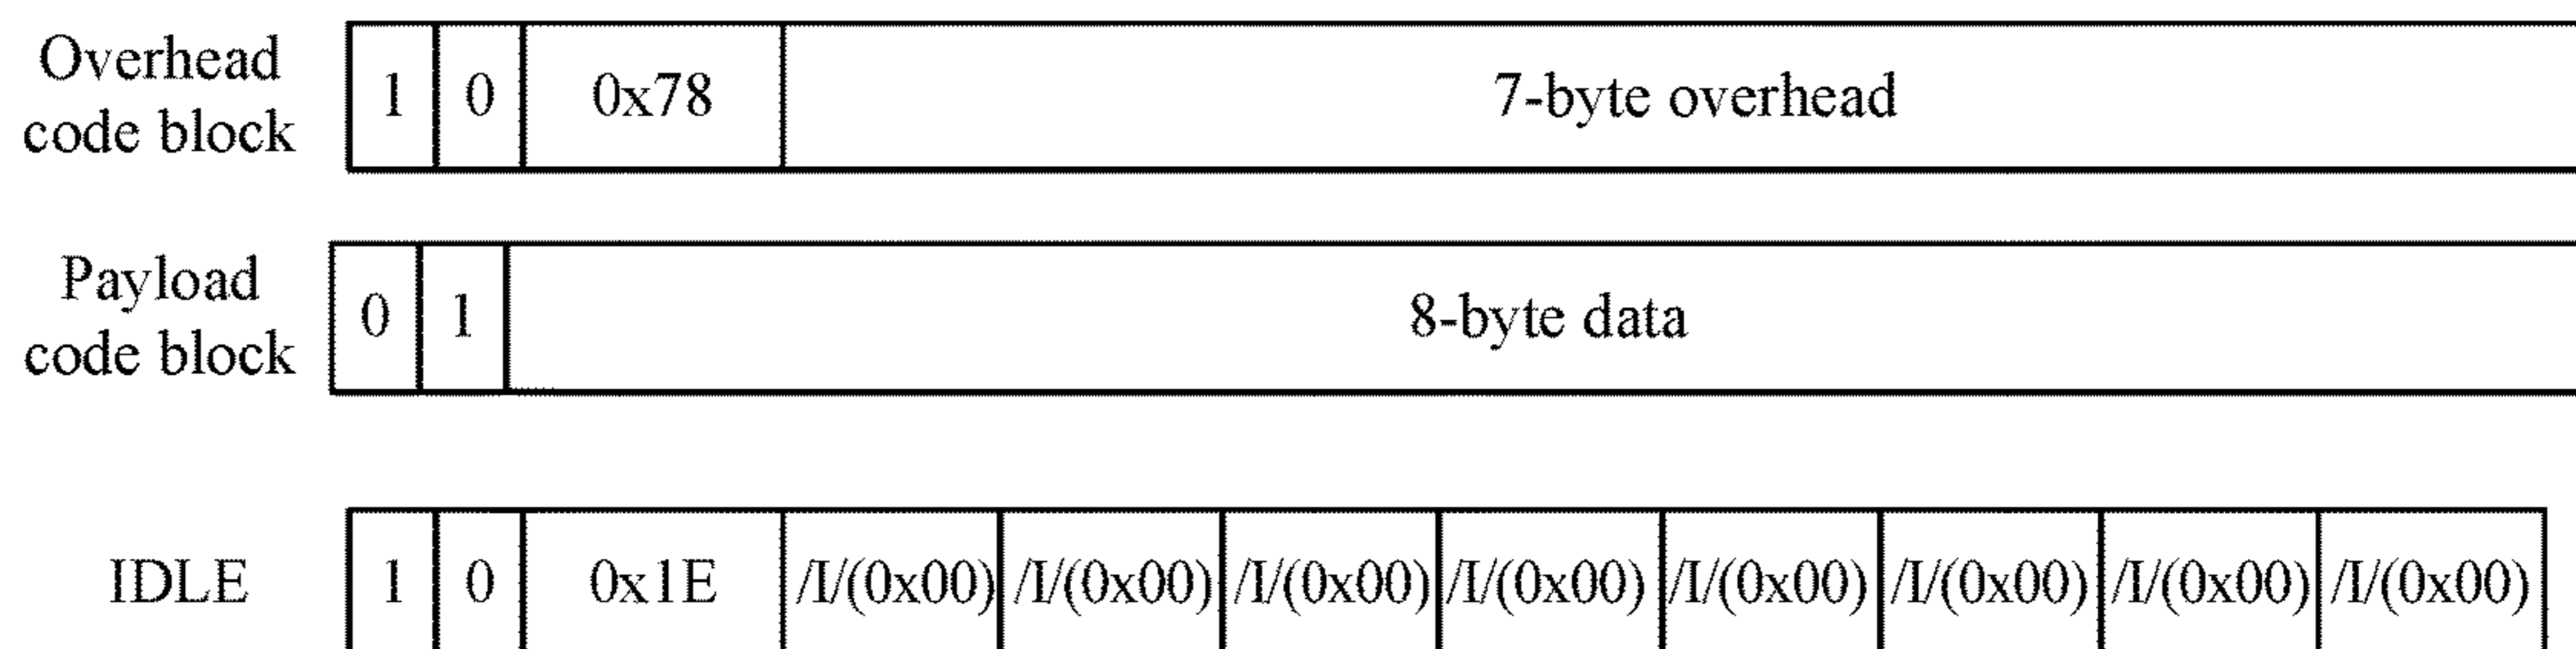 Overhead
code block
1 0 0x78 7-byte overhead
Payload
code block
0 1 8-byte data
IDLE 1 0 0x1E /I/(0x00) /I/(0x00) /I/(0x00) /I/(0x00) /I/(0x00) /I/(0x00) /I/(0x00) /I/(0x00)